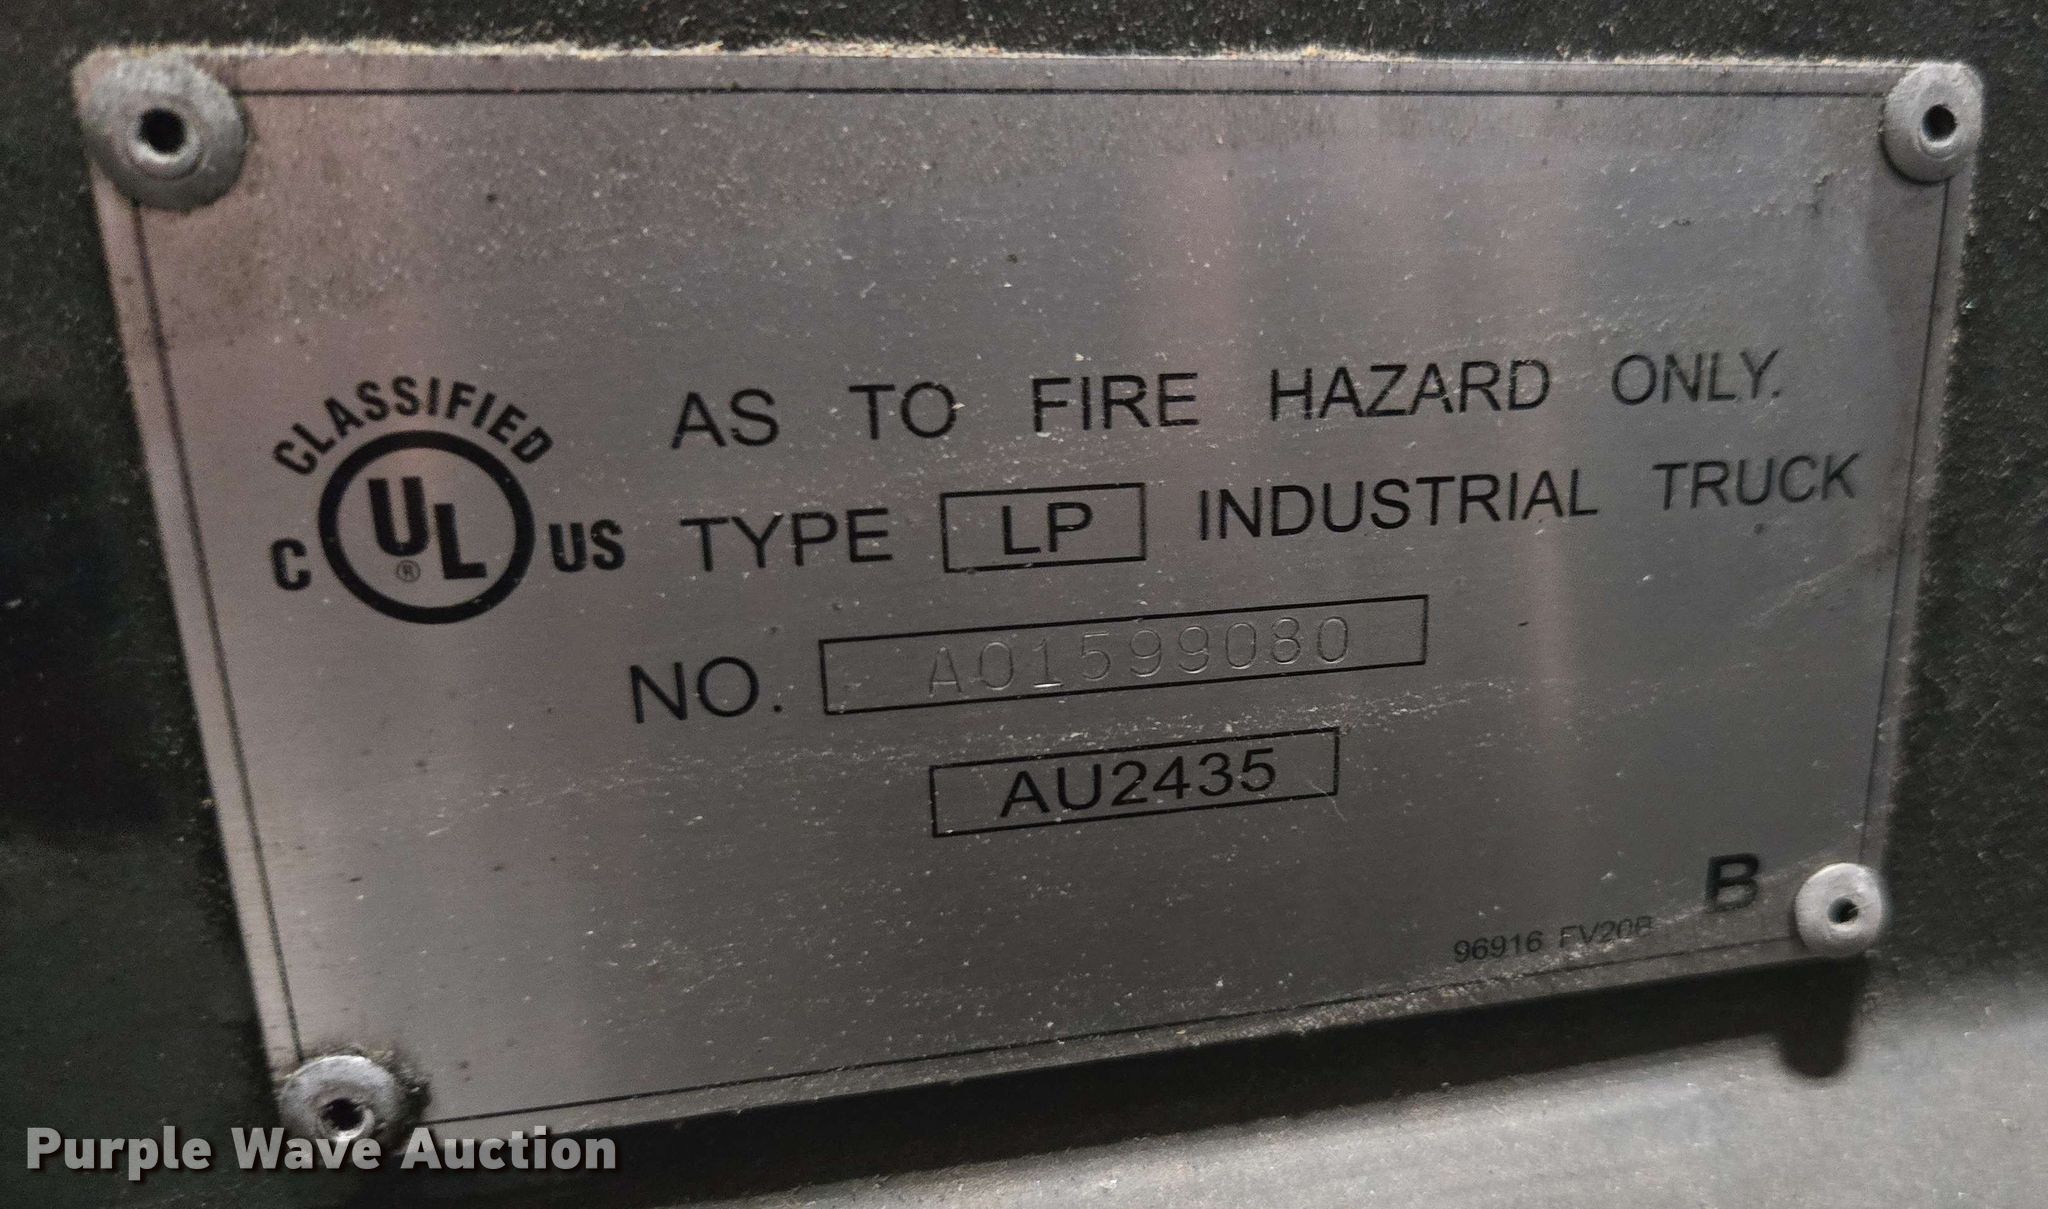 CLASSIFIED
C UL® US
AS TO FIRE HAZARD ONLY.
TYPE LP INDUSTRIAL TRUCK
NO. A01599080
AU2435
B
96916 FV20B
Purple Wave Auction